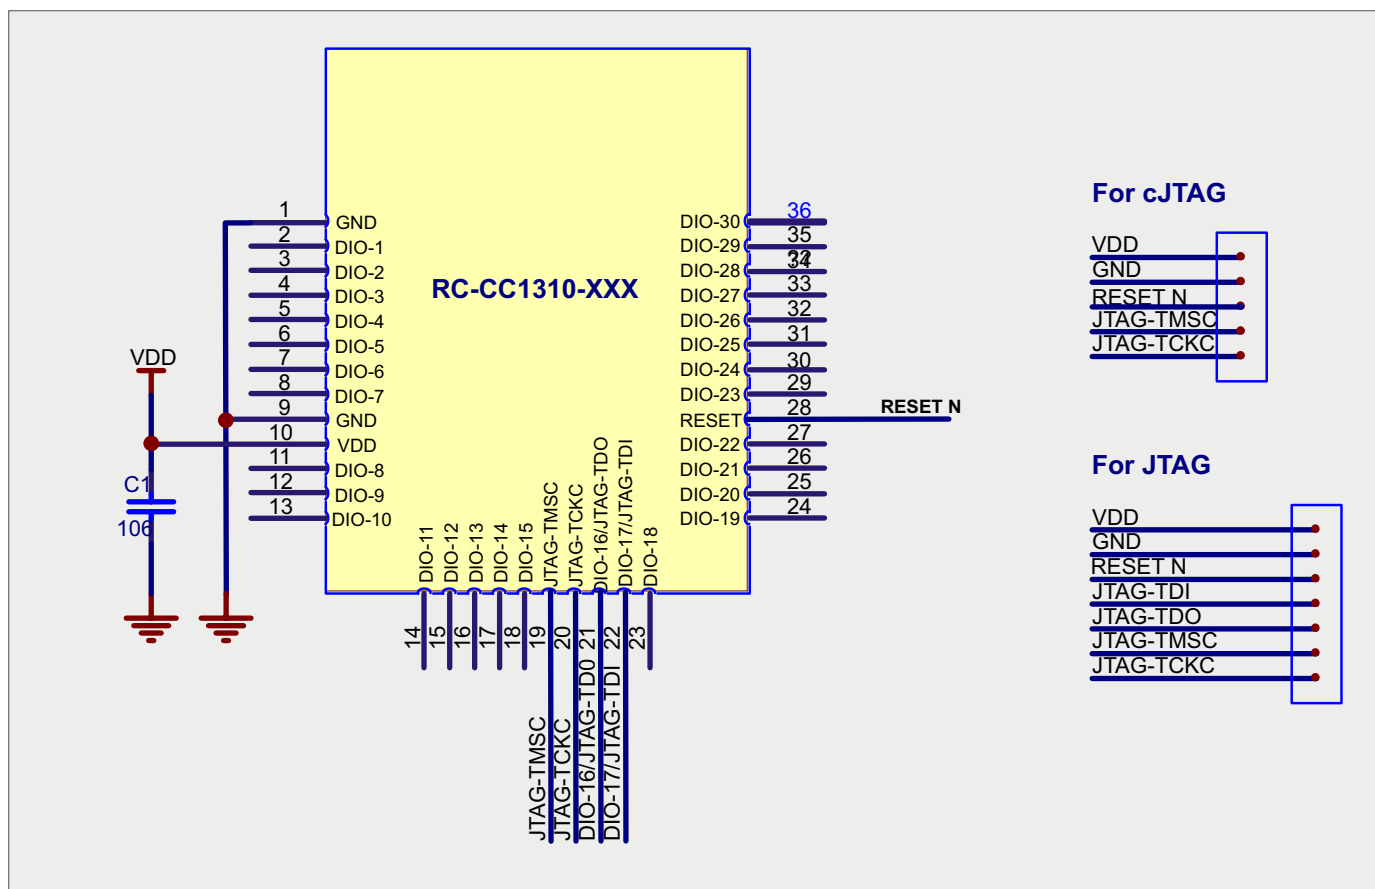 RC-CC1310-XXX
1 GND
2 DIO-1
3 DIO-2
4 DIO-3
5 DIO-4
6 DIO-5
7 DIO-6
8 DIO-7
9 GND
10 VDD
11 DIO-8
12 DIO-9
13 DIO-10
VDD
C1
106
DIO-30 36
DIO-29 35
DIO-28 34
DIO-27 33
DIO-26 32
DIO-25 31
DIO-24 30
DIO-23 29
RESET 28
RESET N
DIO-22 27
DIO-21 26
DIO-20 25
DIO-19 24
DIO-11 14
DIO-12 15
DIO-13 16
DIO-14 17
DIO-15 18
JTAG-TMSC 19
JTAG-TCKC 20
DIO-16/JTAG-TDO 21
DIO-17/JTAG-TDI 22
DIO-18 23
JTAG-TMSC
JTAG-TCKC
DIO-16/JTAG-TD0
DIO-17/JTAG-TDI
For cJTAG
VDD
GND
RESET N
JTAG-TMSC
JTAG-TCKC
For JTAG
VDD
GND
RESET N
JTAG-TDI
JTAG-TDO
JTAG-TMSC
JTAG-TCKC